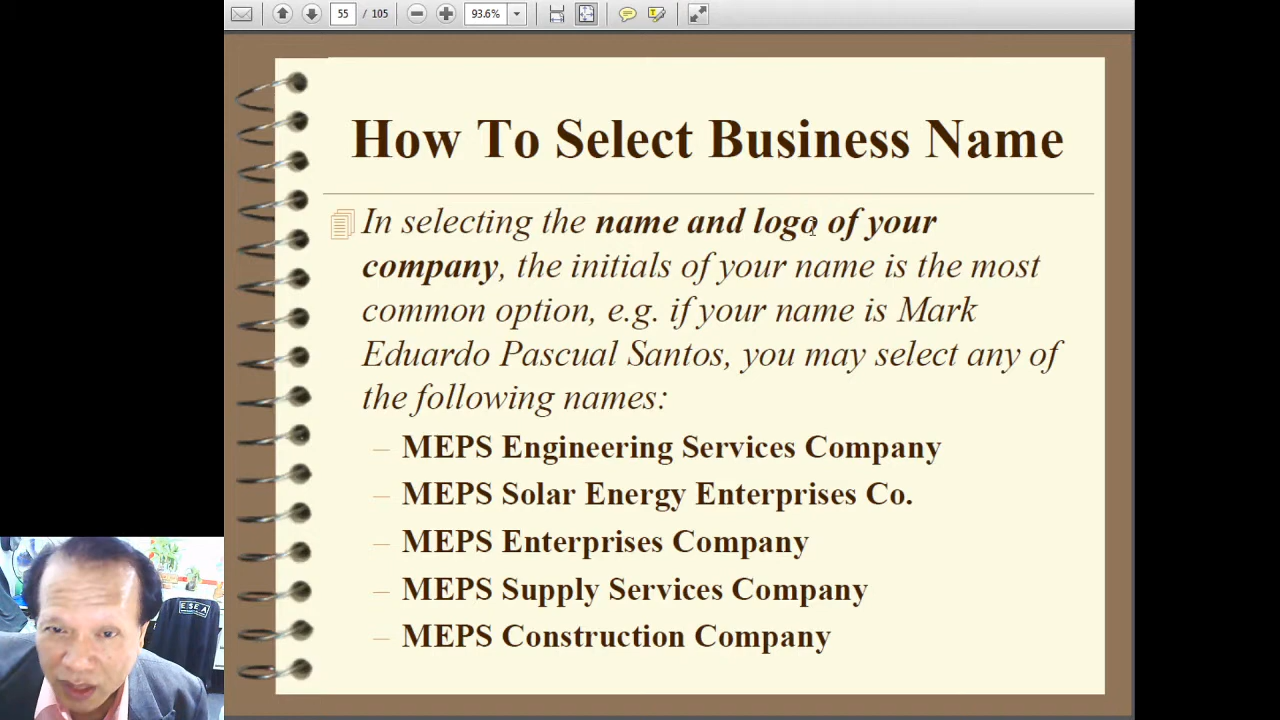 55 / 105
93.6%
How To Select Business Name
In selecting the name and logo of your
company, the initials of your name is the most
common option, e.g. if your name is Mark
Eduardo Pascual Santos, you may select any of
the following names:
– MEPS Engineering Services Company
– MEPS Solar Energy Enterprises Co.
– MEPS Enterprises Company
– MEPS Supply Services Company
– MEPS Construction Company
ESEA